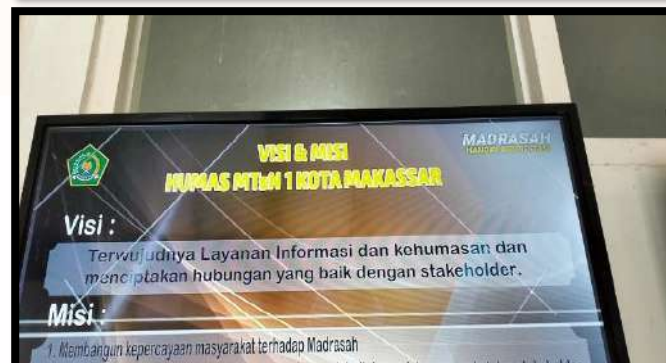 VISI & MISI
HUMAS MTsN 1 KOTA MAKASSAR
MADRASAH
Visi :
Terwujudnya Layanan Informasi dan kehumasan dan
menciptakan hubungan yang baik dengan stakeholder.
Misi :
1. Membangun kepercayaan masyarakat terhadap Madrasah